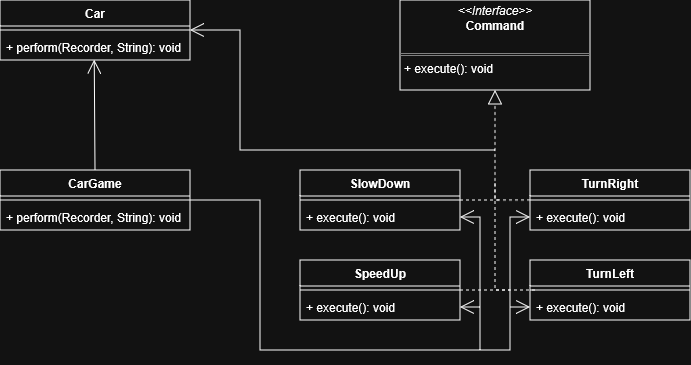 Car
+ perform(Recorder, String): void
<<Interface>>
Command
+ execute(): void
CarGame
+ perform(Recorder, String): void
SlowDown
+ execute(): void
TurnRight
+ execute(): void
SpeedUp
+ execute(): void
TurnLeft
+ execute(): void